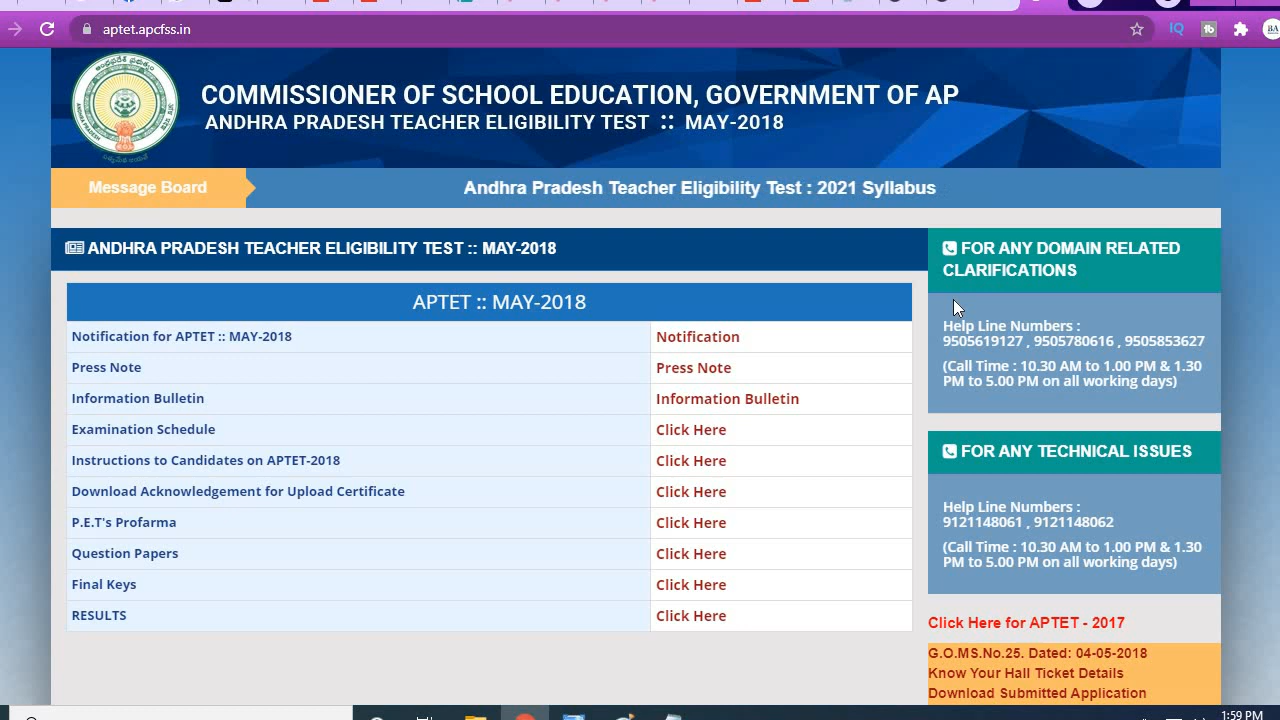 aptet.apcfss.in
IQ
BA
COMMISSIONER OF SCHOOL EDUCATION, GOVERNMENT OF AP
ANDHRA PRADESH TEACHER ELIGIBILITY TEST :: MAY-2018
Message Board
Andhra Pradesh Teacher Eligibility Test : 2021 Syllabus
ANDHRA PRADESH TEACHER ELIGIBILITY TEST :: MAY-2018
APTET :: MAY-2018
Notification for APTET :: MAY-2018 Notification
Press Note Press Note
Information Bulletin Information Bulletin
Examination Schedule Click Here
Instructions to Candidates on APTET-2018 Click Here
Download Acknowledgement for Upload Certificate Click Here
P.E.T's Profarma Click Here
Question Papers Click Here
Final Keys Click Here
RESULTS Click Here
FOR ANY DOMAIN RELATED
CLARIFICATIONS
Help Line Numbers :
9505619127 , 9505780616 , 9505853627
(Call Time : 10.30 AM to 1.00 PM & 1.30
PM to 5.00 PM on all working days)
FOR ANY TECHNICAL ISSUES
Help Line Numbers :
9121148061 , 9121148062
(Call Time : 10.30 AM to 1.00 PM & 1.30
PM to 5.00 PM on all working days)
Click Here for APTET - 2017
G.O.MS.No.25. Dated: 04-05-2018
Know Your Hall Ticket Details
Download Submitted Application
1:59 PM